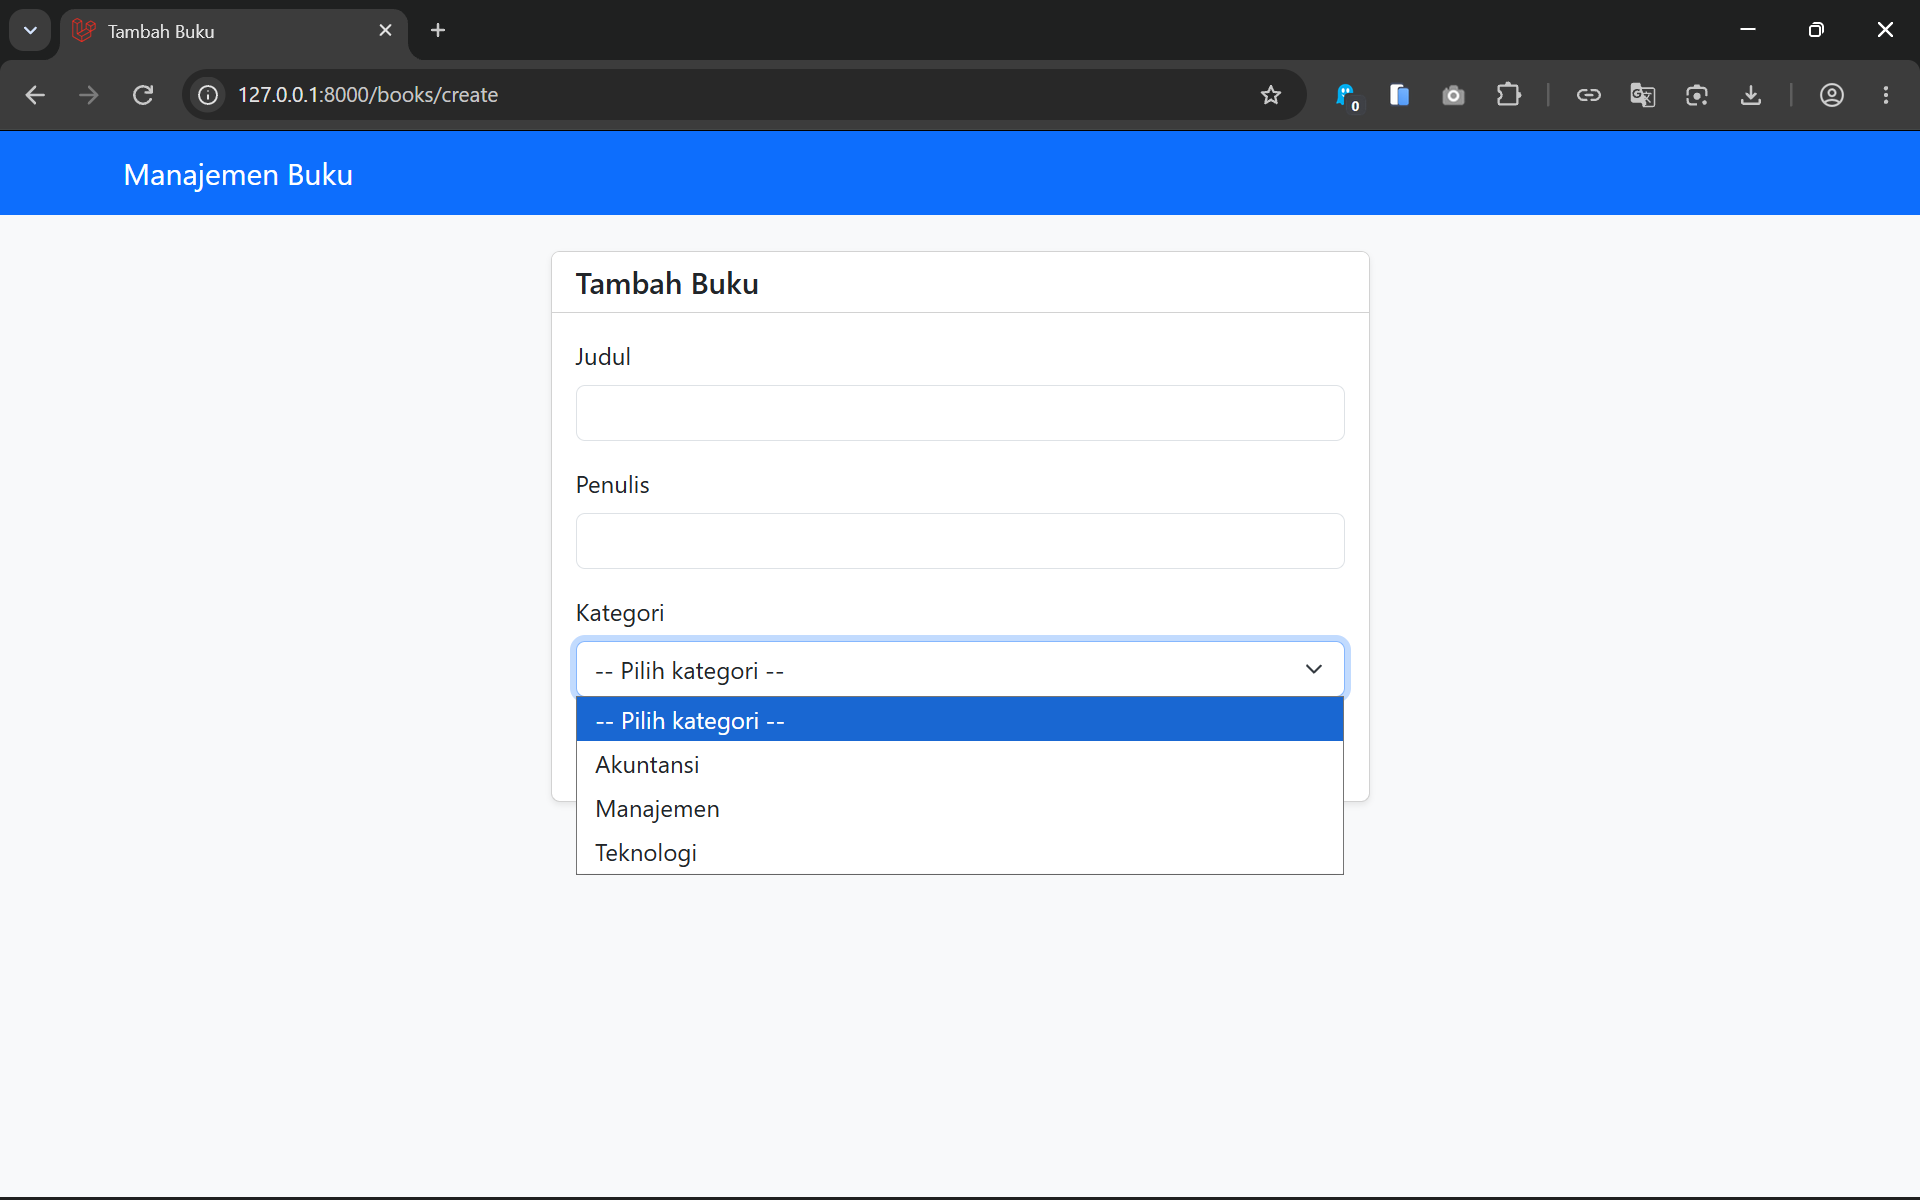 Tambah Buku
127.0.0.1:8000/books/create
0
Manajemen Buku
Tambah Buku
Judul
Penulis
Kategori
-- Pilih kategori --
-- Pilih kategori --
Akuntansi
Manajemen
Teknologi